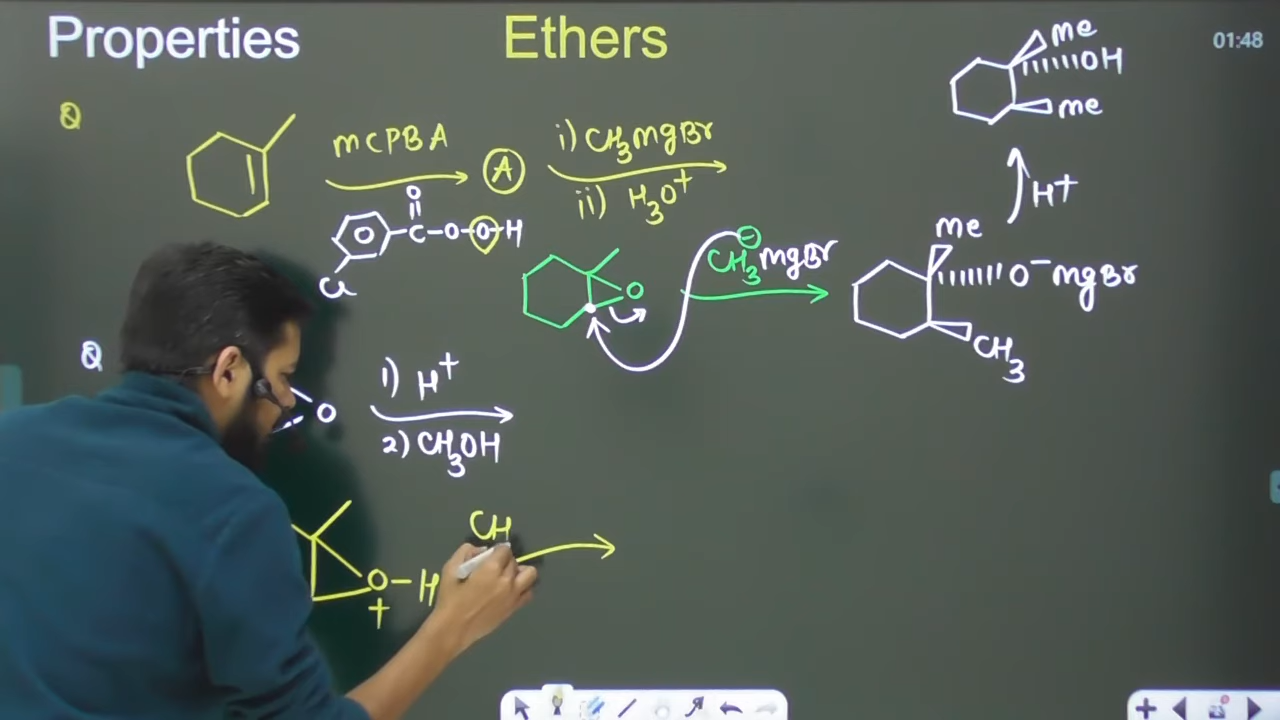 Properties
Ethers
01:48
Q
mCPBA
A
i) CH3MgBr
ii) H3O+
O
C-O-O-H
Cl
O
⊖
CH3MgBr
Me
O⁻MgBr
CH3
H+
Me
OH
Me
Q
O
1) H+
2) CH3OH
O-H
+
CH